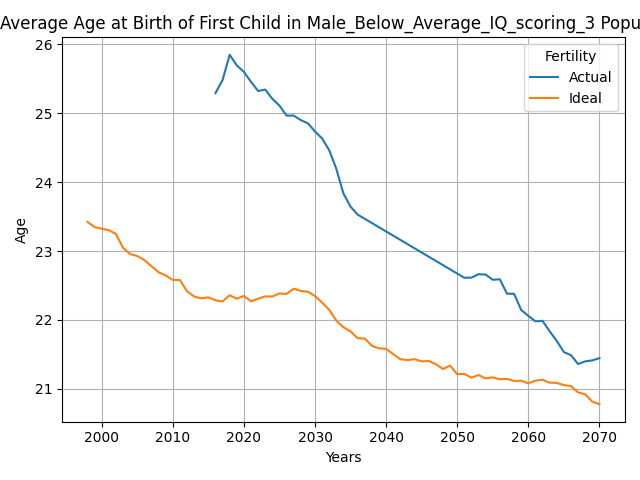 Average Age at Birth of First Child in Male_Below_Average_IQ_scoring_3 Popu
26
25
24
23
22
21
Age
Fertility
Actual
Ideal
2000 2010 2020 2030 2040 2050 2060 2070
Years